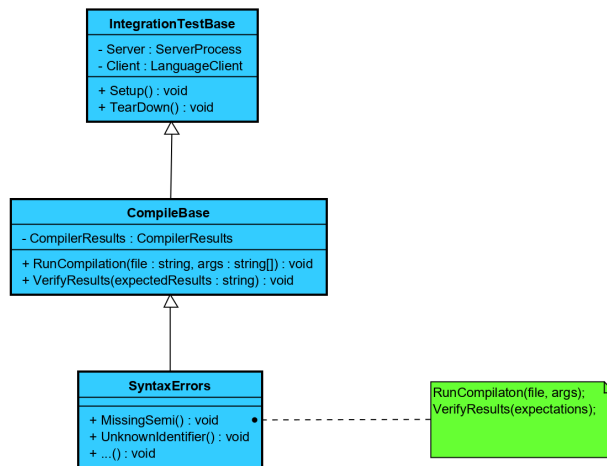 IntegrationTestBase
- Server : ServerProcess
- Client : LanguageClient
+ Setup() : void
+ TearDown() : void
CompileBase
- CompilerResults : CompilerResults
+ RunCompilation(file : string, args : string[]) : void
+ VerifyResults(expectedResults : string) : void
SyntaxErrors
+ MissingSemi() : void
+ UnknownIdentifier() : void
+ ...() : void
RunCompilaton(file, args);
VerifyResults(expectations);